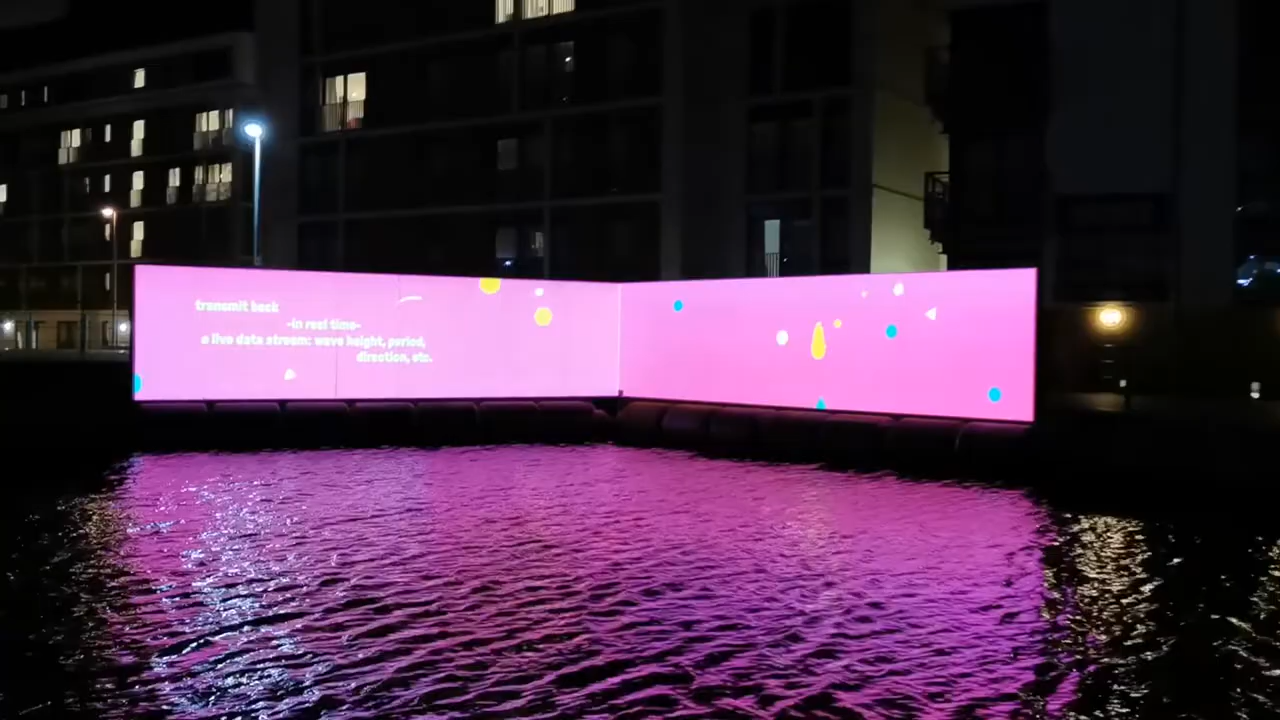 transmit back
-in real time-
a live data stream: wave height, period,
direction, etc.